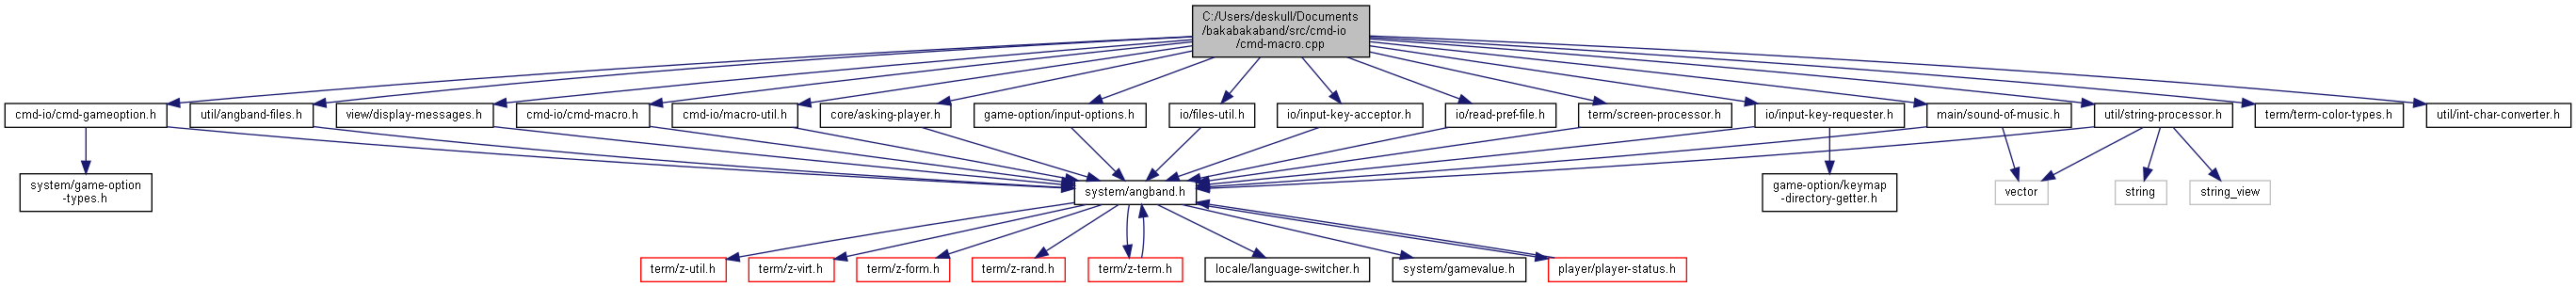 C:/Users/deskull/Documents
/bakabakaband/src/cmd-io
/cmd-macro.cpp
cmd-io/cmd-gameoption.h
util/angband-files.h
view/display-messages.h
cmd-io/cmd-macro.h
cmd-io/macro-util.h
core/asking-player.h
game-option/input-options.h
io/files-util.h
io/input-key-acceptor.h
io/read-pref-file.h
term/screen-processor.h
io/input-key-requester.h
main/sound-of-music.h
util/string-processor.h
term/term-color-types.h
util/int-char-converter.h
system/game-option
-types.h
system/angband.h
game-option/keymap
-directory-getter.h
vector
string
string_view
term/z-util.h
term/z-virt.h
term/z-form.h
term/z-rand.h
term/z-term.h
locale/language-switcher.h
system/gamevalue.h
player/player-status.h